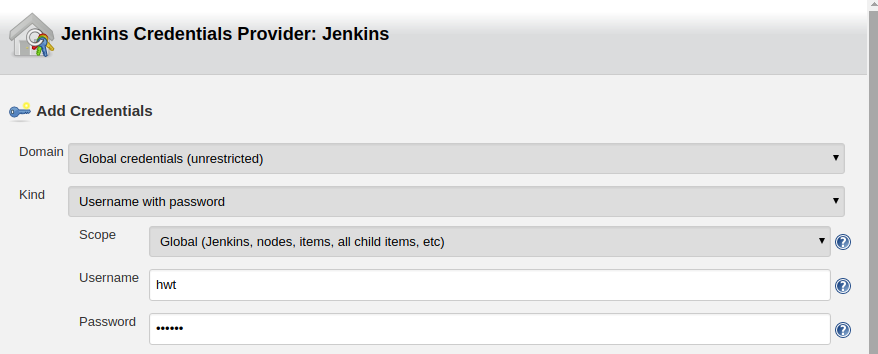 Jenkins Credentials Provider: Jenkins
Add Credentials
Domain Global credentials (unrestricted)
Kind Username with password
Scope Global (Jenkins, nodes, items, all child items, etc)
Username hwt
Password ••••••